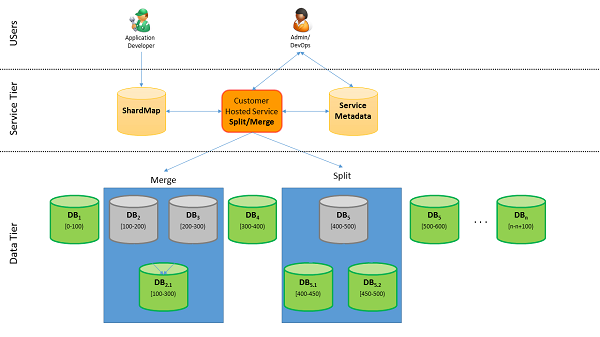 Users
Application
Developer
Admin/
DevOps
Service Tier
ShardMap
Customer
Hosted Service
Split/Merge
Service
Metadata
Merge
Split
Data Tier
DB1
[0-100)
DB2
[100-200)
DB3
[200-300)
DB4
[300-400)
DB5
[400-500)
DB5
[500-600)
. . .
DBn
[n-n+100)
DB2.1
[100-300)
DB5.1
[400-450)
DB5.2
[450-500)